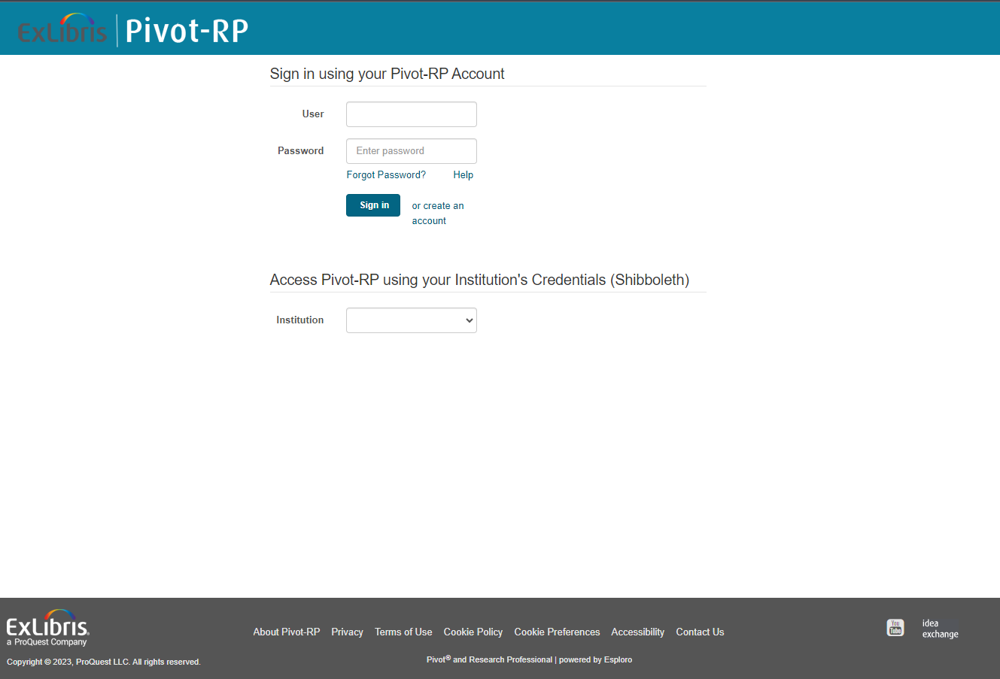 ExLibris | Pivot-RP
Sign in using your Pivot-RP Account
User
Password
Enter password
Forgot Password? Help
Sign in or create an
account
Access Pivot-RP using your Institution's Credentials (Shibboleth)
Institution
ExLibris®
a ProQuest Company
About Pivot-RP Privacy Terms of Use Cookie Policy Cookie Preferences Accessibility Contact Us
You
Tube
idea
exchange
Copyright © 2023, ProQuest LLC. All rights reserved.
Pivot® and Research Professional | powered by Esploro